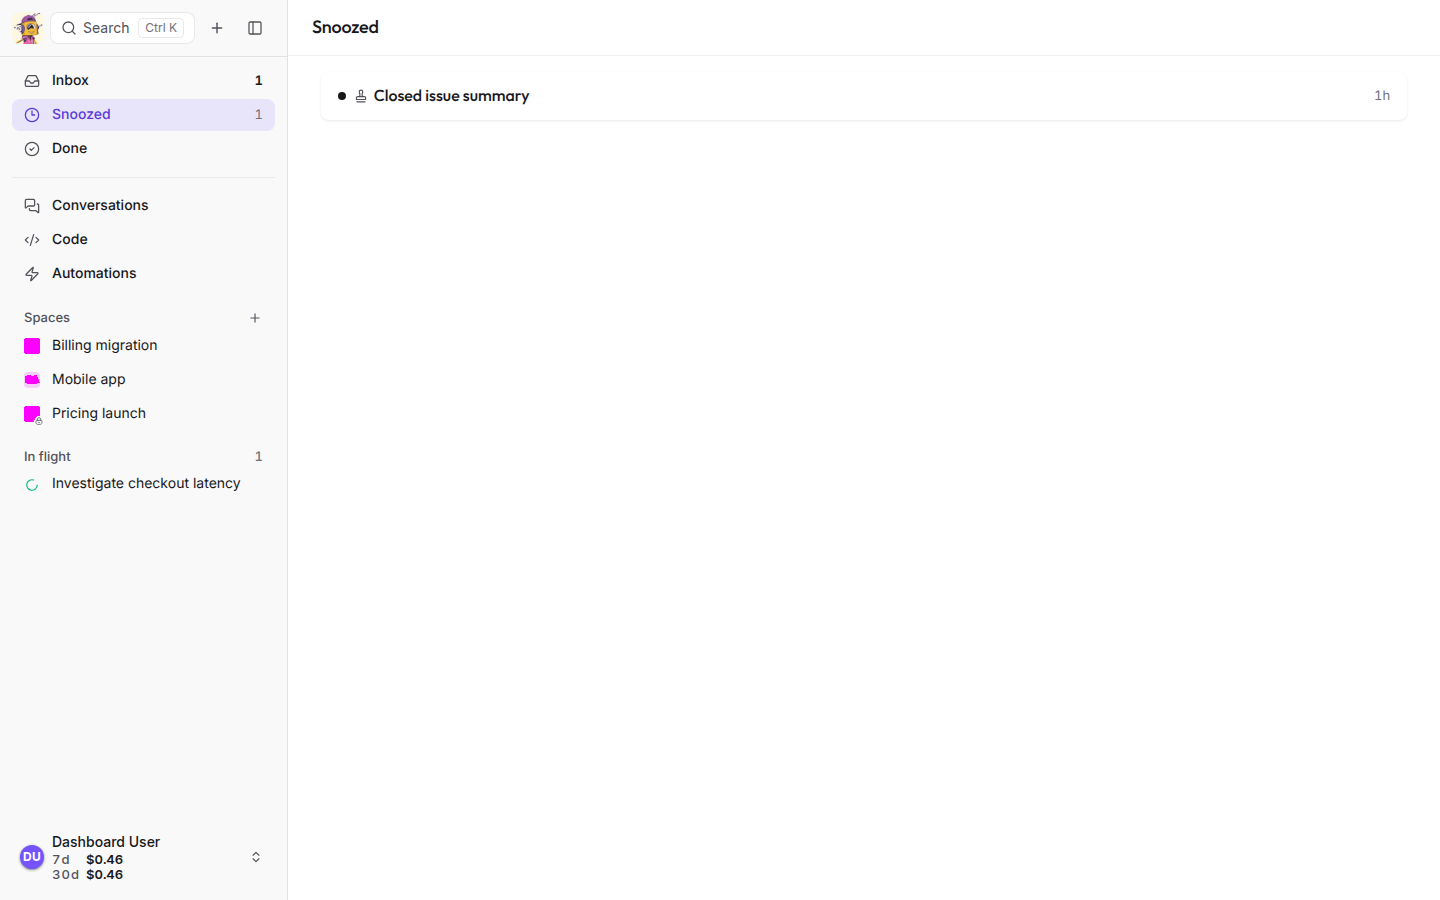 Search Ctrl K
Inbox 1
Snoozed 1
Done
Conversations
Code
Automations
Spaces
Billing migration
Mobile app
Pricing launch
In flight 1
Investigate checkout latency
DU
Dashboard User
7d $0.46
30d $0.46
Snoozed
Closed issue summary 1h